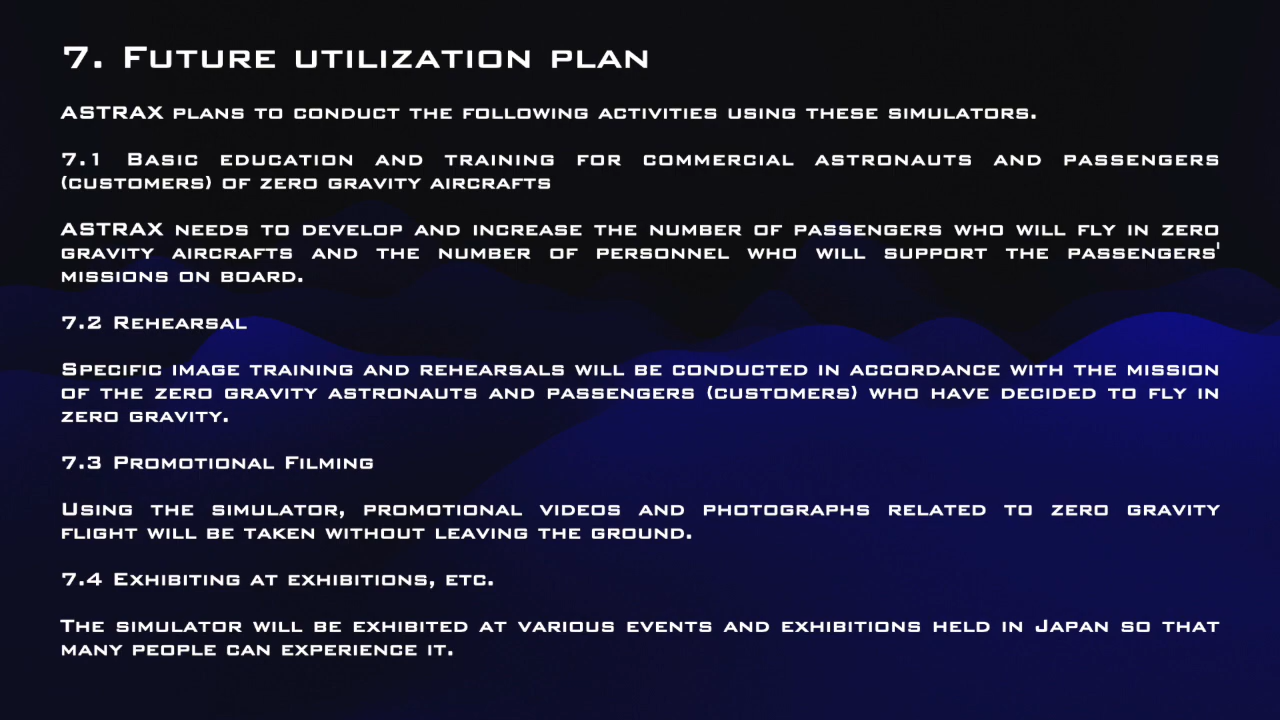 7. Future utilization plan
ASTRAX plans to conduct the following activities using these simulators.
7.1 Basic education and training for commercial astronauts and passengers
(customers) of zero gravity aircrafts
ASTRAX needs to develop and increase the number of passengers who will fly in zero
gravity aircrafts and the number of personnel who will support the passengers'
missions on board.
7.2 Rehearsal
Specific image training and rehearsals will be conducted in accordance with the mission
of the zero gravity astronauts and passengers (customers) who have decided to fly in
zero gravity.
7.3 Promotional Filming
Using the simulator, promotional videos and photographs related to zero gravity
flight will be taken without leaving the ground.
7.4 Exhibiting at exhibitions, etc.
The simulator will be exhibited at various events and exhibitions held in Japan so that
many people can experience it.